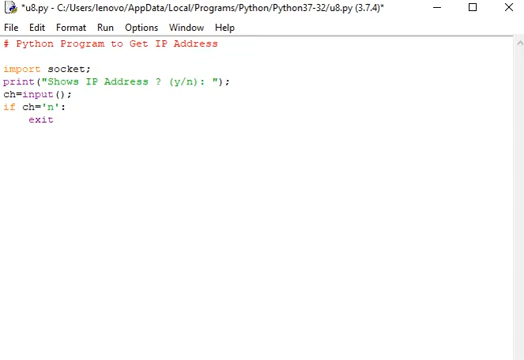 *u8.py - C:/Users/lenovo/AppData/Local/Programs/Python/Python37-32/u8.py (3.7.4)*
File Edit Format Run Options Window Help
# Python Program to Get IP Address
import socket;
print("Shows IP Address ? (y/n): ");
ch=input();
if ch='n':
    exit